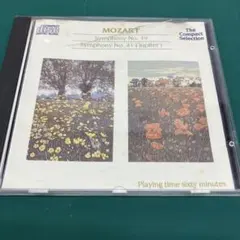 MOZART
Symphony No. 39
Symphony No. 41 (Jupiter)
The
Compact
Selection
Playing time sixty minutes